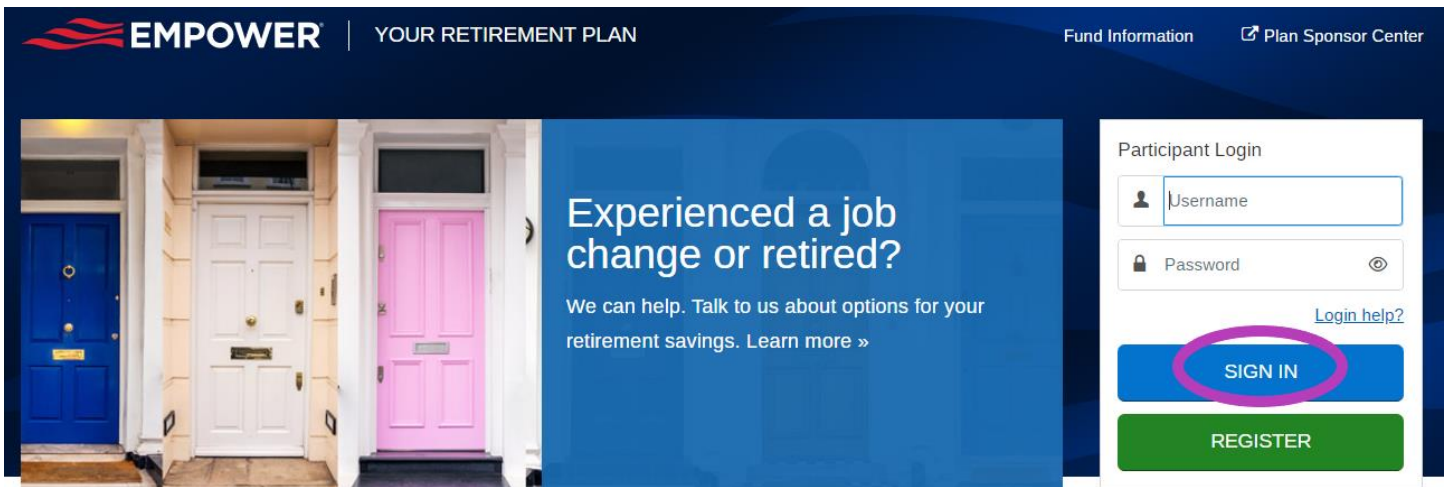 EMPOWER
YOUR RETIREMENT PLAN
Fund Information
Plan Sponsor Center
Experienced a job
change or retired?
We can help. Talk to us about options for your
retirement savings. Learn more »
Participant Login
Username
Password
Login help?
SIGN IN
REGISTER